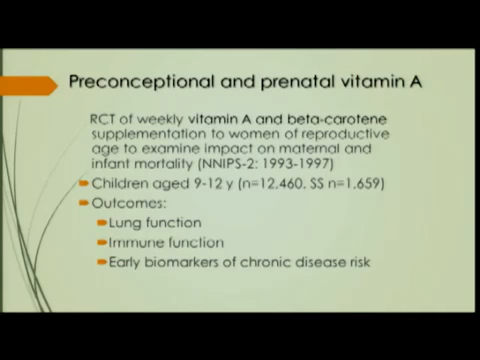 Preconceptional and prenatal vitamin A
RCT of weekly vitamin A and beta-carotene
supplementation to women of reproductive
age to examine impact on maternal and
infant mortality (NNIPS-2: 1993-1997)
Children aged 9-12 y (n=12,460, SS n=1,659)
Outcomes:
Lung function
Immune function
Early biomarkers of chronic disease risk